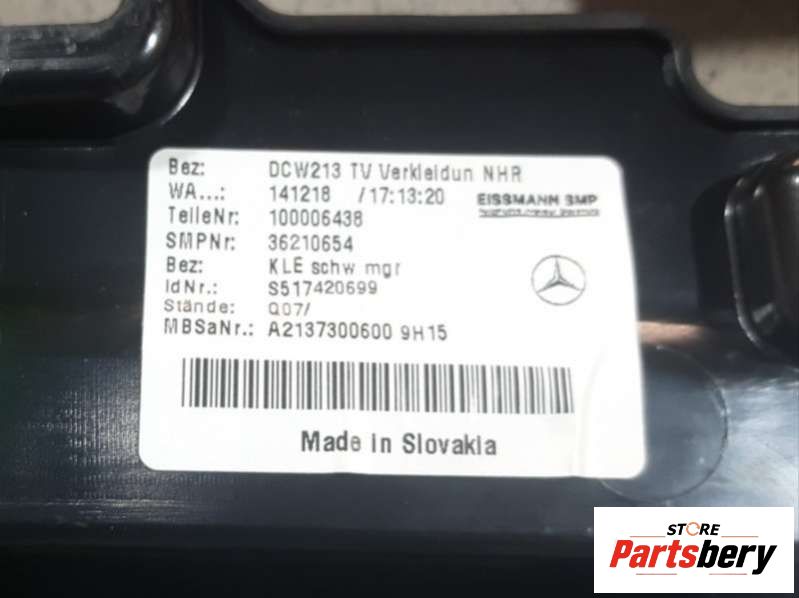 Bez: DCW213 TV Verkleidun NHR
WA...: 141218 /17:13:20 EISSMANN SMP
TeileNr: 100006438
SMPNr: 36210654
Bez: KLE schw mgr
IdNr.: S517420699
Stände: Q07/
MBSaNr.: A2137300600 9H15
Made in Slovakia
STORE
Partsbery